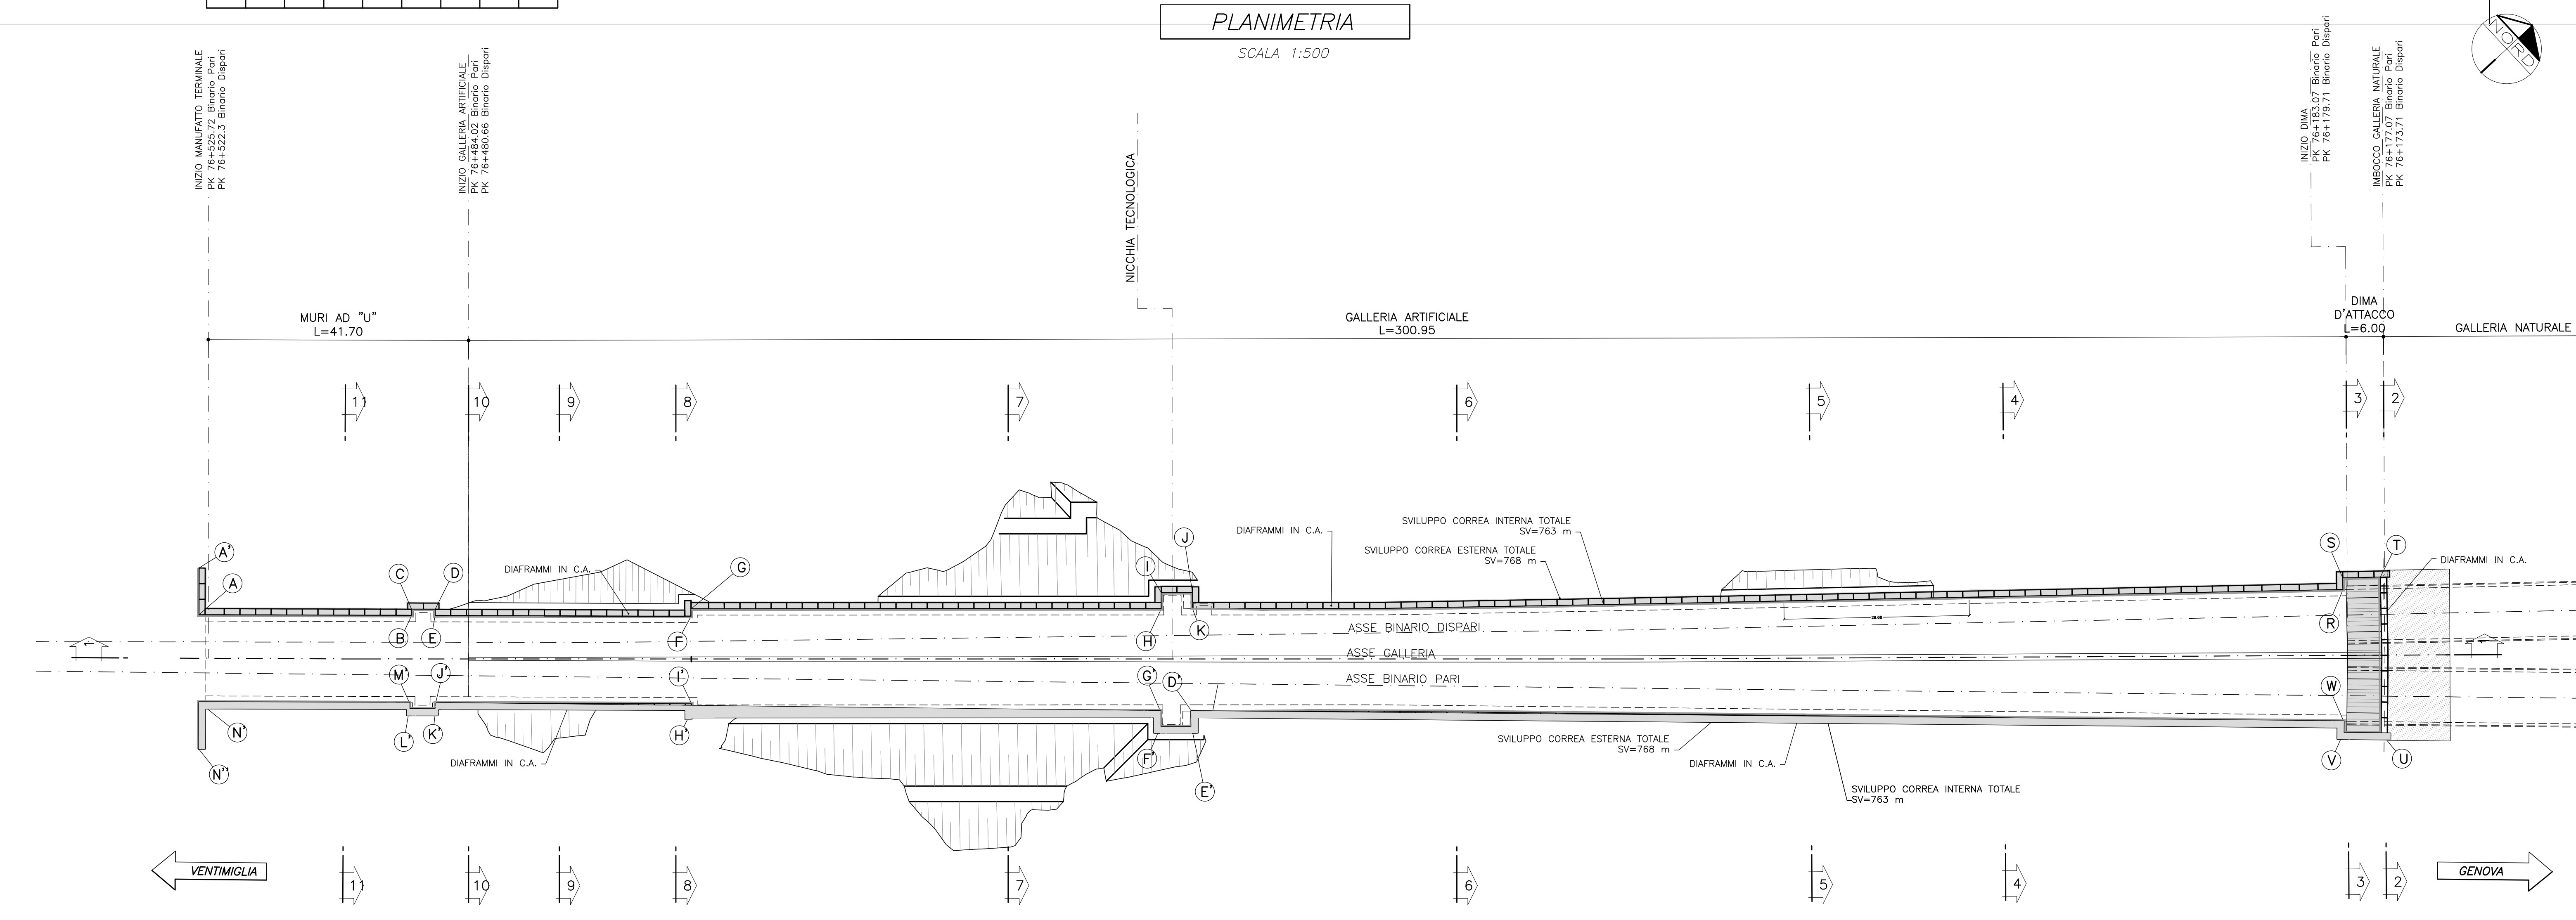 PLANIMETRIA
SCALA 1:500
NORD
INIZIO MANUFATTO TERMINALE
PK 76+525.72 Binario Pari
PK 76+522.3 Binario Dispari
INIZIO GALLERIA ARTIFICIALE
PK 76+484.02 Binario Pari
PK 76+480.66 Binario Dispari
NICCHIA TECNOLOGICA
INIZIO DIMA
PK 76+183.07 Binario Pari
PK 76+179.71 Binario Dispari
IMBOCCO GALLERIA NATURALE
PK 76+177.07 Binario Pari
PK 76+173.71 Binario Dispari
MURI AD "U"
L=41.70
GALLERIA ARTIFICIALE
L=300.95
DIMA
D'ATTACCO
L=6.00
GALLERIA NATURALE
11 10 9 8 7 6 5 4 3 2
A'
A
C
D
B
E
DIAFRAMMI IN C.A.
G
F
I
J
H
K
DIAFRAMMI IN C.A.
SVILUPPO CORREA INTERNA TOTALE
SV=763 m
SVILUPPO CORREA ESTERNA TOTALE
SV=768 m
29.88
S
T
R
DIAFRAMMI IN C.A.
ASSE BINARIO DISPARI
ASSE GALLERIA
ASSE BINARIO PARI
M'
J'
I'
G'
D'
W
N'
L'
K'
H'
N''
DIAFRAMMI IN C.A.
F'
E'
SVILUPPO CORREA ESTERNA TOTALE
SV=768 m
DIAFRAMMI IN C.A.
SVILUPPO CORREA INTERNA TOTALE
SV=763 m
V
U
VENTIMIGLIA
11 10 9 8 7 6 5 4 3 2
GENOVA